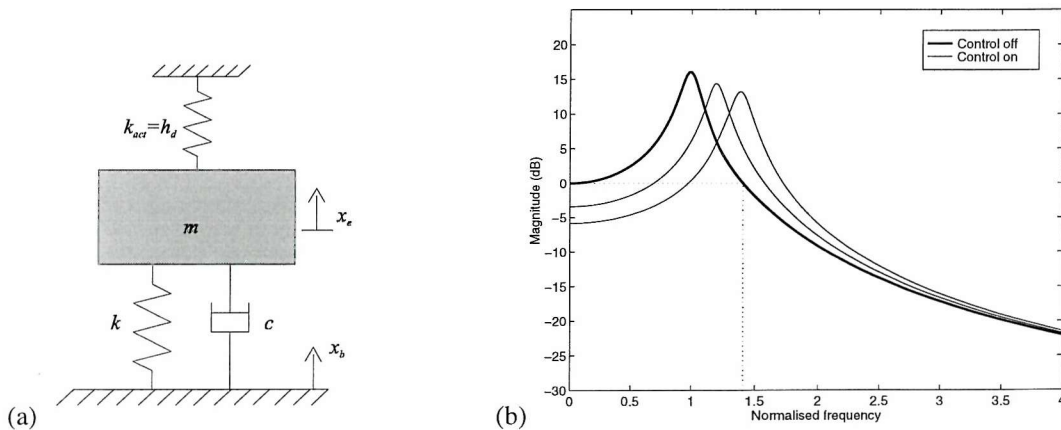 k_act=h_d
m
x_e
k
c
x_b
(a)
Control off
Control on
Magnitude (dB)
20
15
10
5
0
−5
−10
−15
−20
−25
−30
0 0.5 1 1.5 2 2.5 3 3.5 4
Normalised frequency
(b)